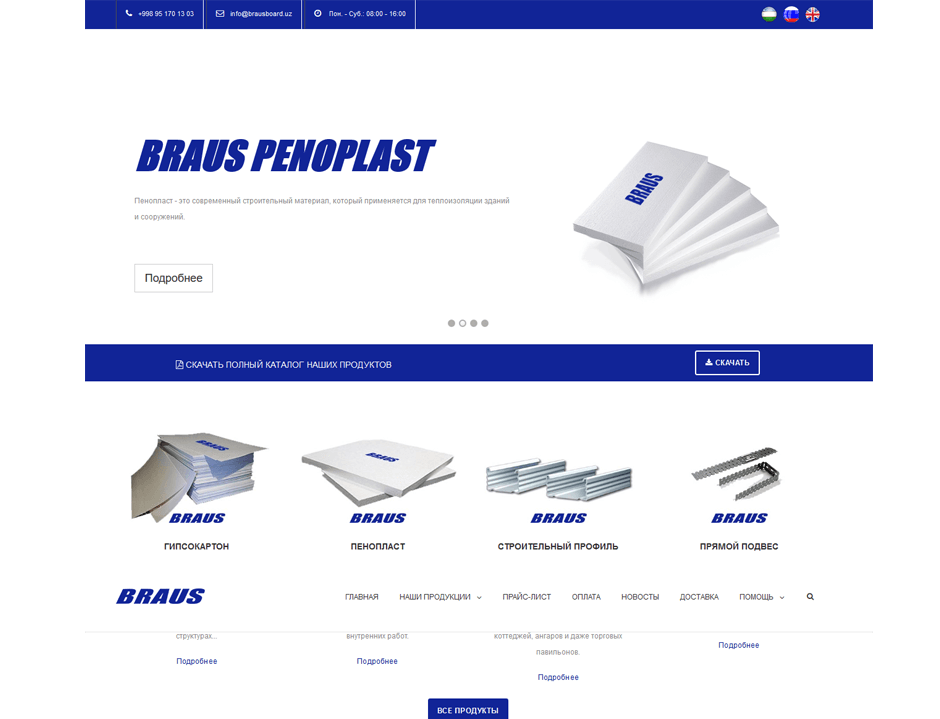 +998 95 170 13 03
info@brausboard.uz
Пон. - Суб.: 08:00 - 16:00
BRAUS PENOPLAST
Пенопласт - это современный строительный материал, который применяется для теплоизоляции зданий
и сооружений.
Подробнее
BRAUS
СКАЧАТЬ ПОЛНЫЙ КАТАЛОГ НАШИХ ПРОДУКТОВ
СКАЧАТЬ
BRAUS
BRAUS
BRAUS
BRAUS
BRAUS
BRAUS
ГИПСОКАРТОН
ПЕНОПЛАСТ
СТРОИТЕЛЬНЫЙ ПРОФИЛЬ
ПРЯМОЙ ПОДВЕС
BRAUS
ГЛАВНАЯ
НАШИ ПРОДУКЦИИ
ПРАЙС-ЛИСТ
ОПЛАТА
НОВОСТЫ
ДОСТАВКА
ПОМОЩЬ
структурах...
Подробнее
внутренних работ.
Подробнее
коттеджей, ангаров и даже торговых
павильонов.
Подробнее
Подробнее
ВСЕ ПРОДУКТЫ